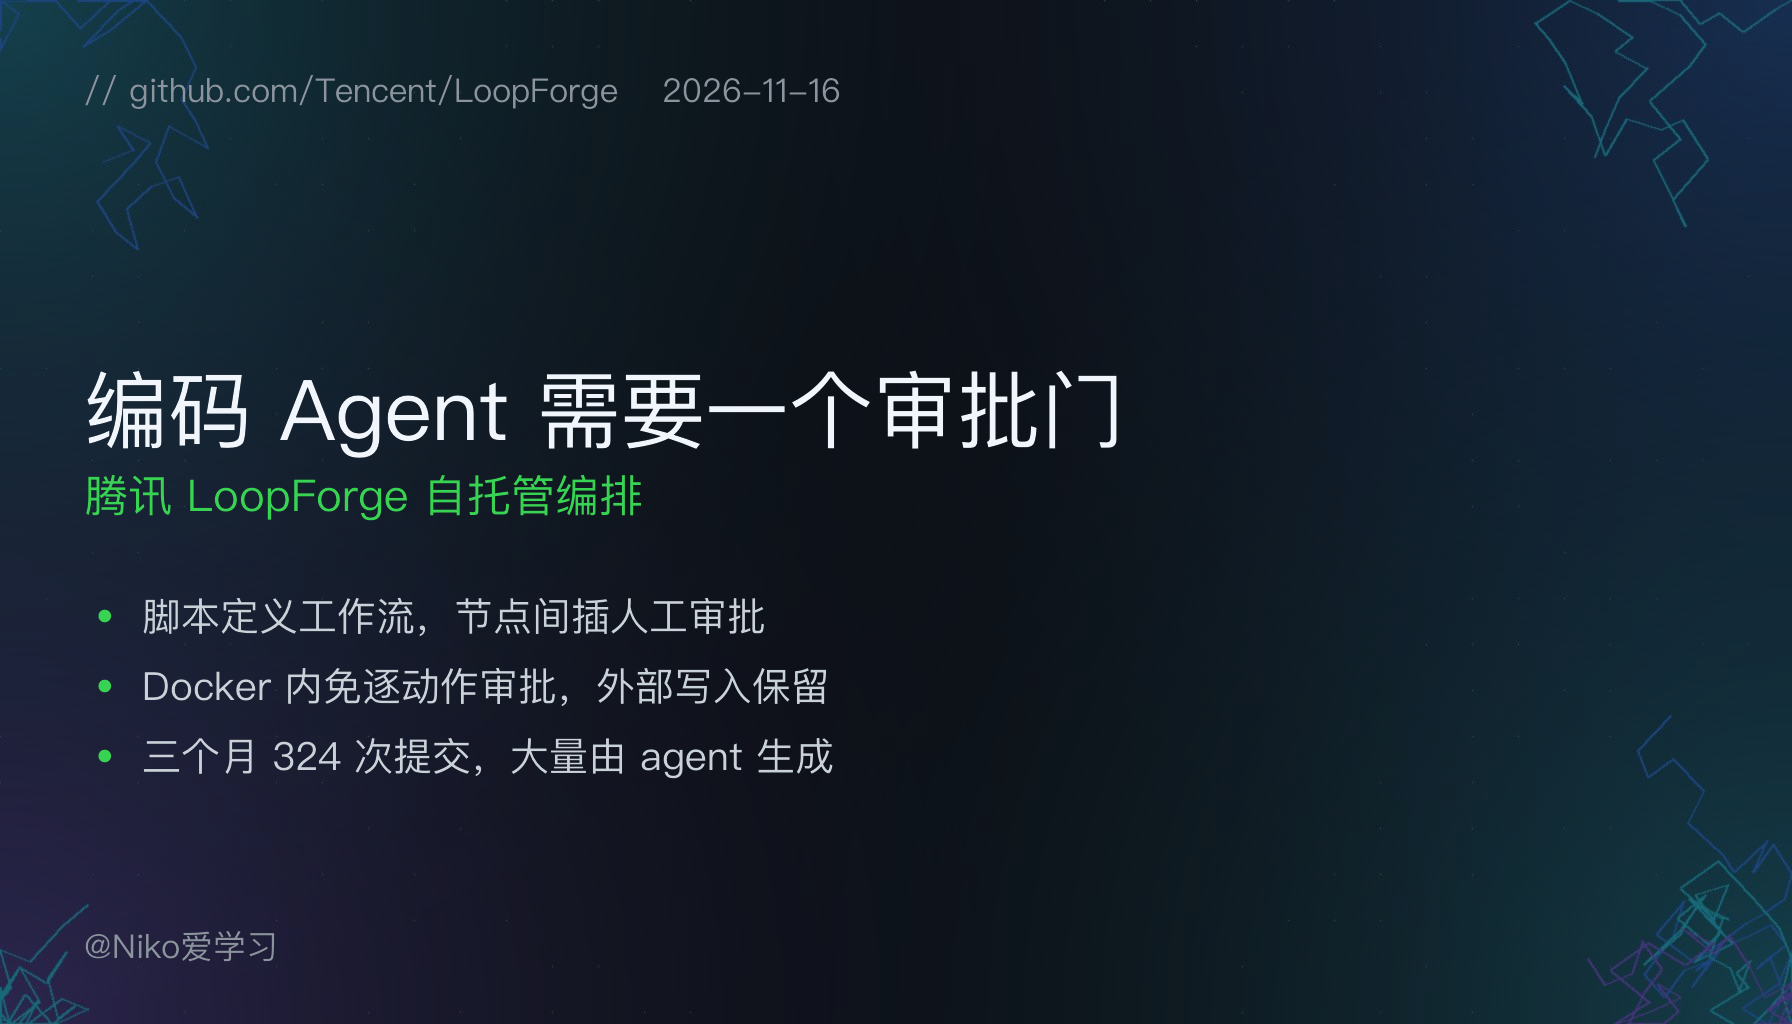 // github.com/Tencent/LoopForge 2026-11-16
编码 Agent 需要一个审批门
腾讯 LoopForge 自托管编排
• 脚本定义工作流，节点间插人工审批
• Docker 内免逐动作审批，外部写入保留
• 三个月 324 次提交，大量由 agent 生成
@Niko爱学习